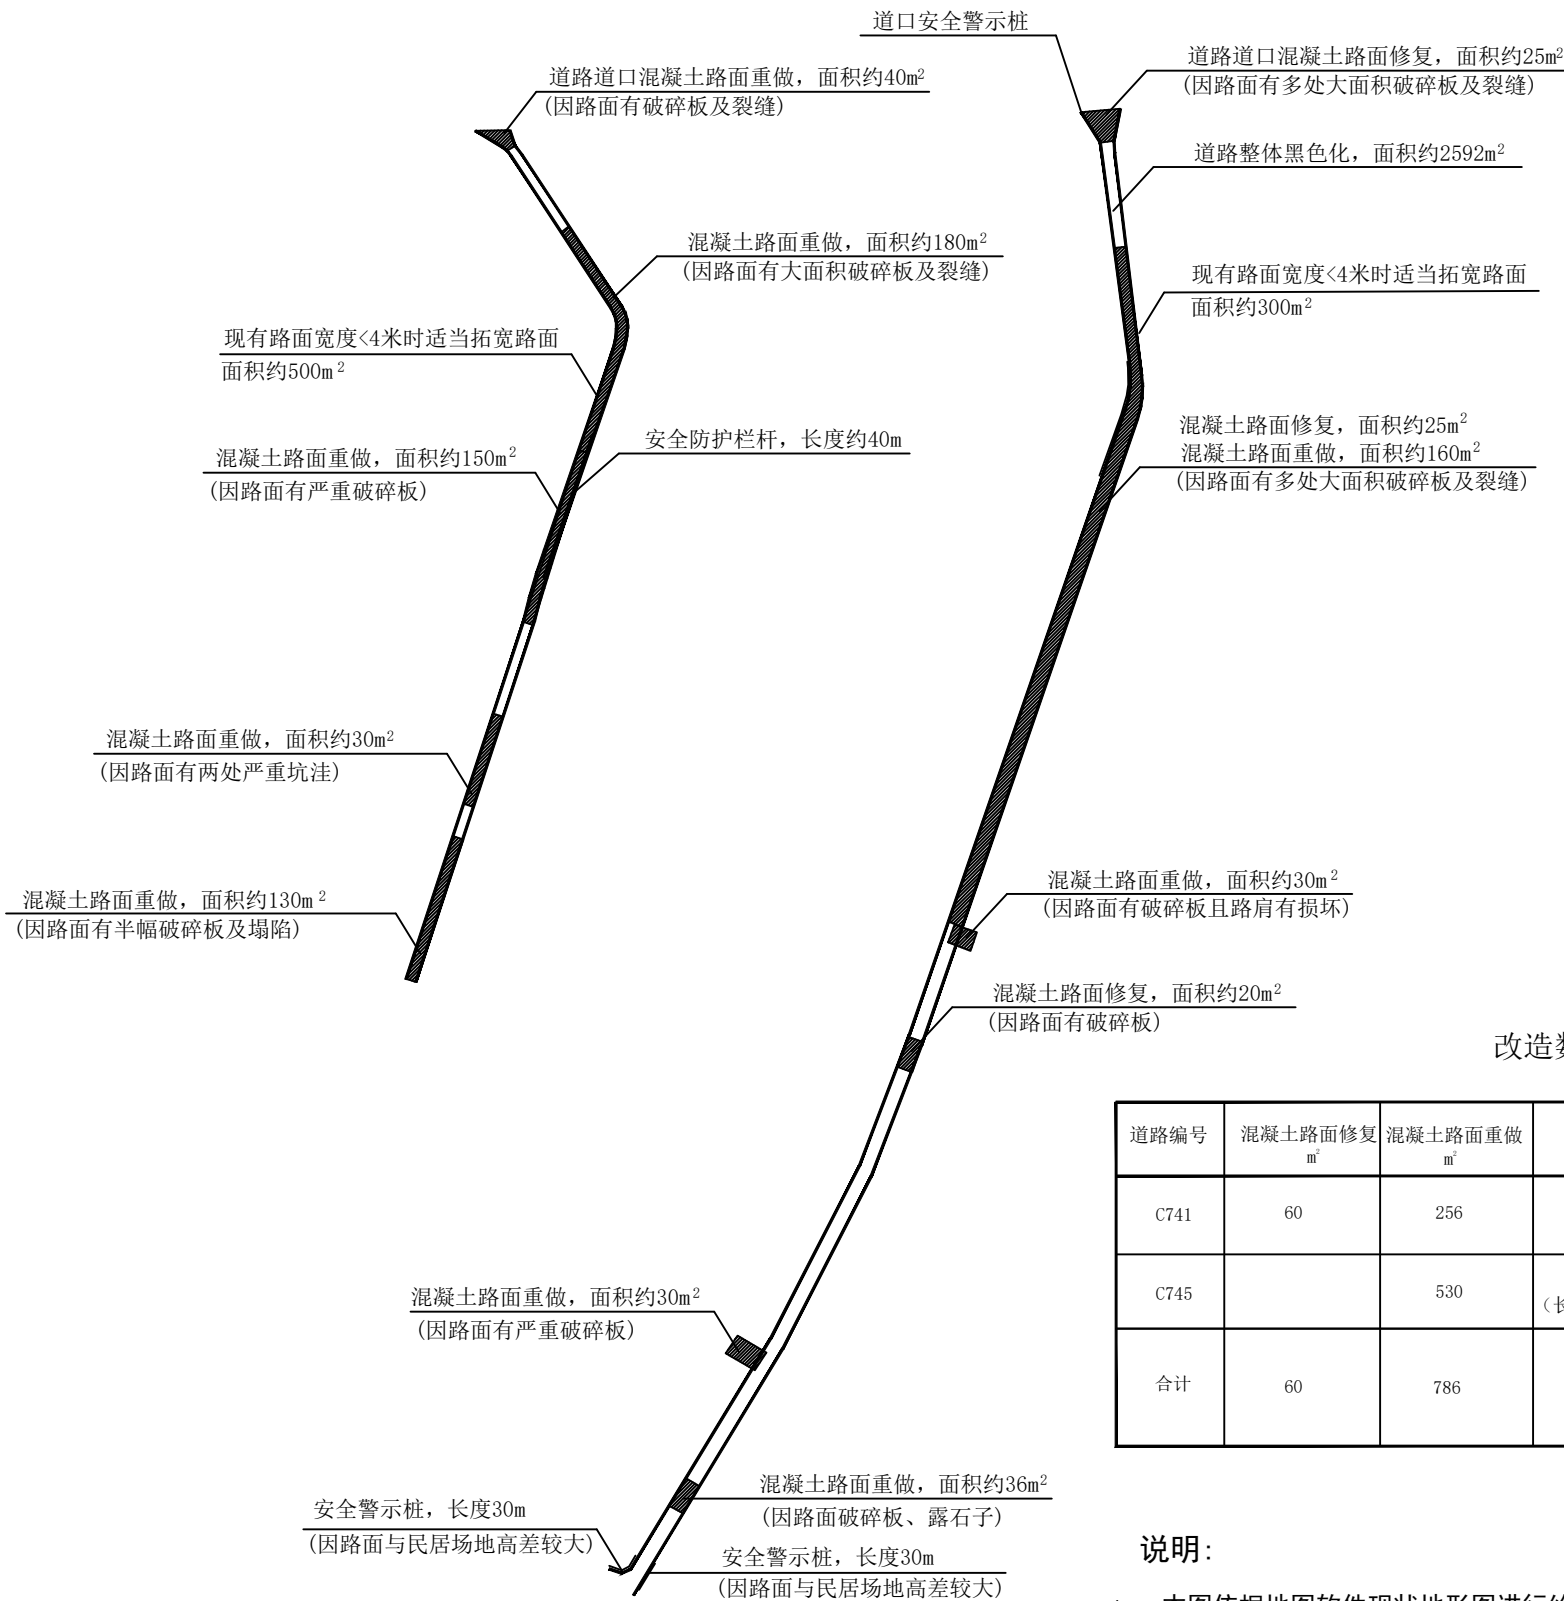 道口安全警示桩
道路道口混凝土路面修复，面积约25m²
(因路面有多处大面积破碎板及裂缝)
道路道口混凝土路面重做，面积约40m²
(因路面有破碎板及裂缝)
道路整体黑色化，面积约2592m²
混凝土路面重做，面积约180m²
(因路面有大面积破碎板及裂缝)
现有路面宽度<4米时适当拓宽路面
面积约300m²
现有路面宽度<4米时适当拓宽路面
面积约500m²
混凝土路面修复，面积约25m²
混凝土路面重做，面积约160m²
(因路面有多处大面积破碎板及裂缝)
安全防护栏杆，长度约40m
混凝土路面重做，面积约150m²
(因路面有严重破碎板)
混凝土路面重做，面积约30m²
(因路面有两处严重坑洼)
混凝土路面重做，面积约130m²
(因路面有半幅破碎板及塌陷)
混凝土路面重做，面积约30m²
(因路面有破碎板且路肩有损坏)
混凝土路面修复，面积约20m²
(因路面有破碎板)
改造
道路编号 混凝土路面修复 m² 混凝土路面重做 m²
C741 60 256
C745 530
（长
合计 60 786
混凝土路面重做，面积约30m²
(因路面有严重破碎板)
混凝土路面重做，面积约36m²
(因路面破碎板、露石子)
安全警示桩，长度30m
(因路面与民居场地高差较大)
安全警示桩，长度30m
(因路面与民居场地高差较大)
说明: